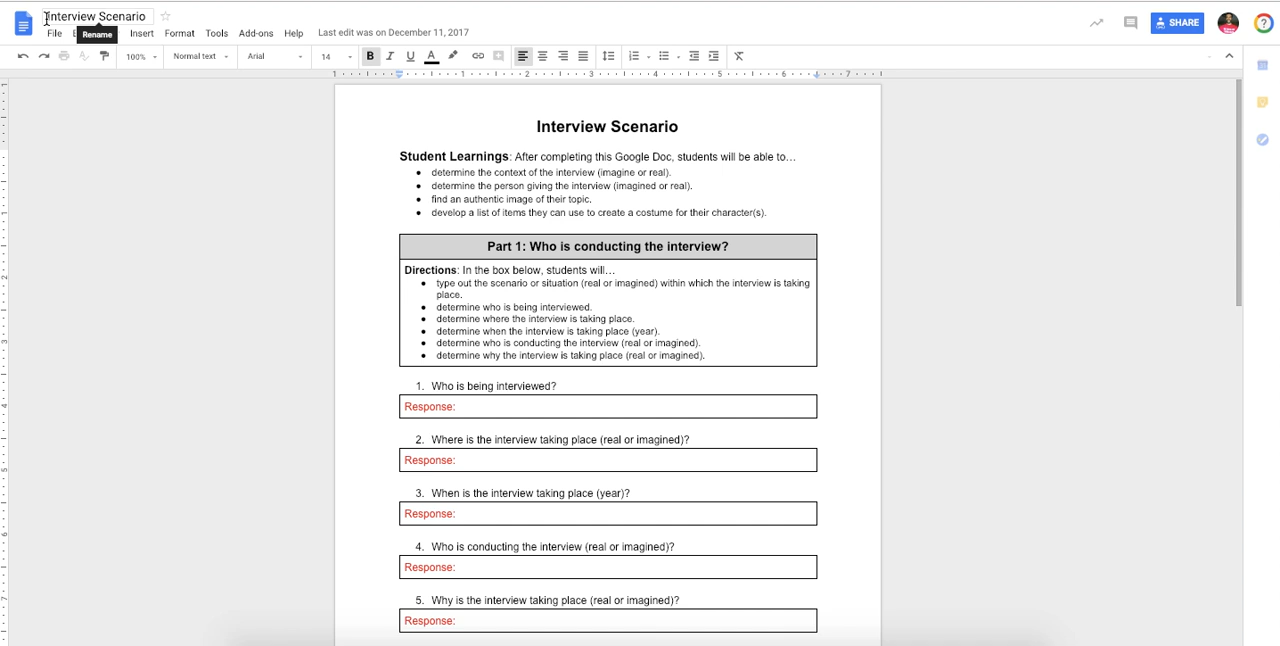 Interview Scenario
File
Insert Format Tools Add-ons Help Last edit was on December 11, 2017
Rename
SHARE
100% Normal text Arial 14
1 1 2 3 4 5 6 7
Interview Scenario
Student Learnings: After completing this Google Doc, students will be able to…
● determine the context of the interview (imagine or real).
● determine the person giving the interview (imagined or real).
● find an authentic image of their topic.
● develop a list of items they can use to create a costume for their character(s).
Part 1: Who is conducting the interview?
Directions: In the box below, students will…
● type out the scenario or situation (real or imagined) within which the interview is taking
place.
● determine who is being interviewed.
● determine where the interview is taking place.
● determine when the interview is taking place (year).
● determine who is conducting the interview (real or imagined).
● determine why the interview is taking place (real or imagined).
1. Who is being interviewed?
Response:
2. Where is the interview taking place (real or imagined)?
Response:
3. When is the interview taking place (year)?
Response:
4. Who is conducting the interview (real or imagined)?
Response:
5. Why is the interview taking place (real or imagined)?
Response: